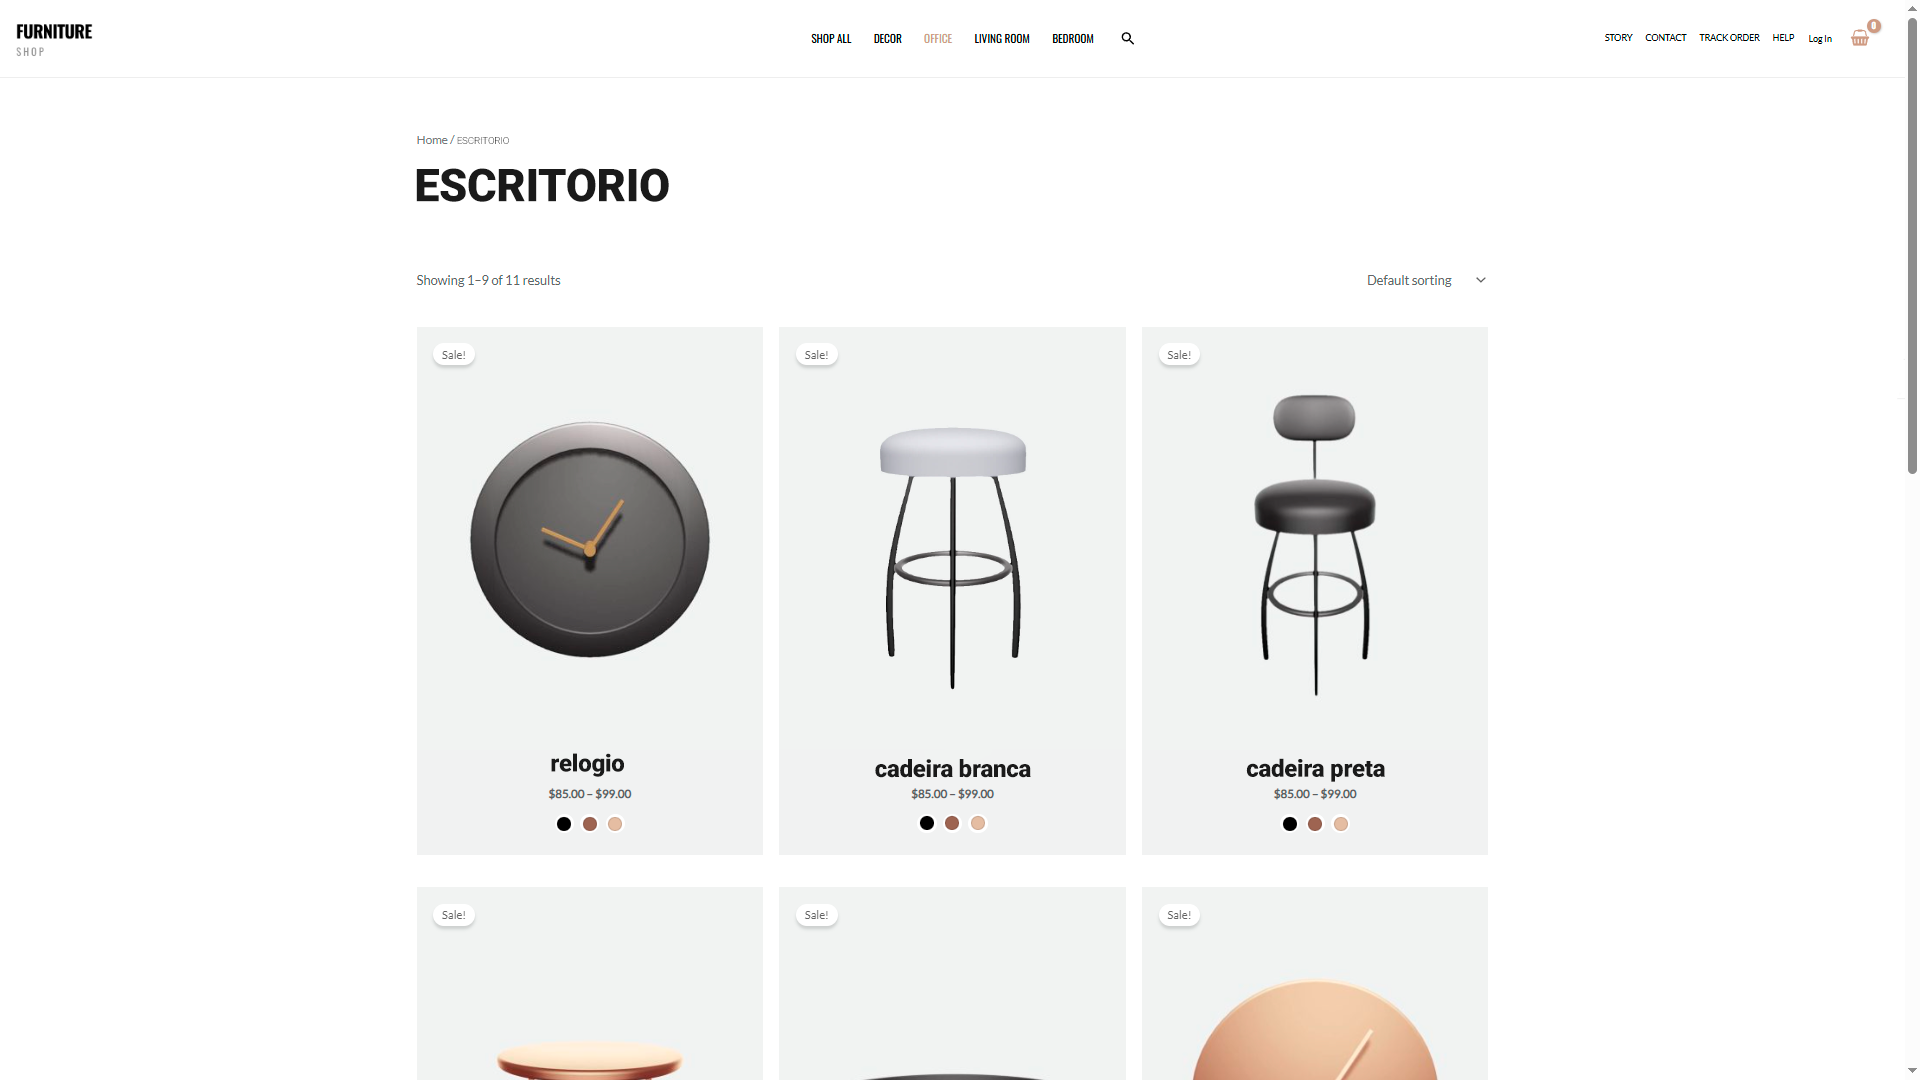 FURNITURE
SHOP
SHOP ALL DECOR OFFICE LIVING ROOM BEDROOM
STORY CONTACT TRACK ORDER HELP Log In 0
Home / ESCRITORIO
ESCRITORIO
Showing 1–9 of 11 results
Default sorting
Sale! Sale! Sale!
relogio
$85.00 – $99.00
cadeira branca
$85.00 – $99.00
cadeira preta
$85.00 – $99.00
Sale! Sale! Sale!